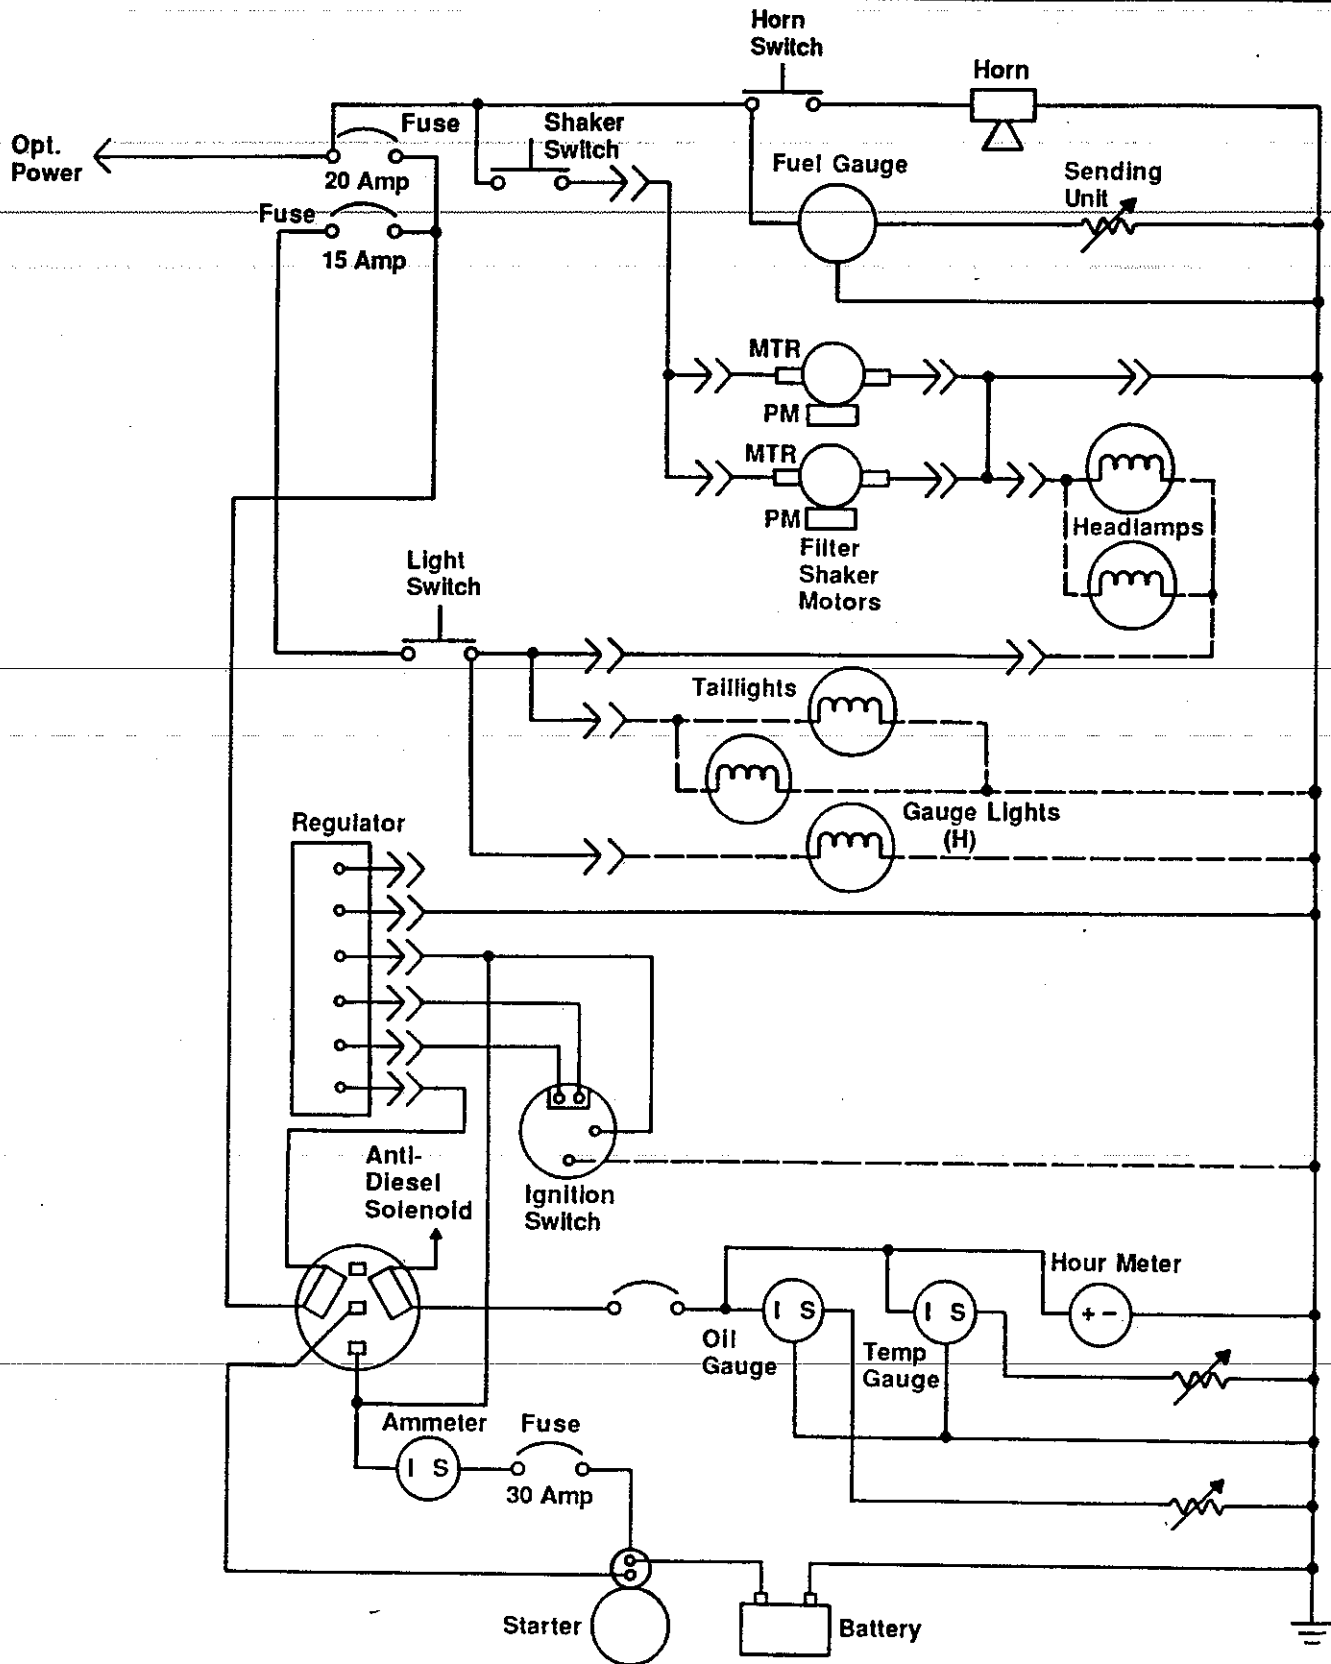 Horn
Switch
Horn
Opt.
Power
Fuse
20 Amp
Shaker
Switch
Fuel Gauge
Sending
Unit
Fuse
15 Amp
MTR
PM
MTR
PM
Filter
Shaker
Motors
Headlamps
Light
Switch
Taillights
Gauge Lights
(H)
Regulator
Anti-
Diesel
Solenoid
Ignition
Switch
Hour Meter
+ -
I S
Oil
Gauge
I S
Temp
Gauge
Ammeter
I S
Fuse
30 Amp
Starter
Battery